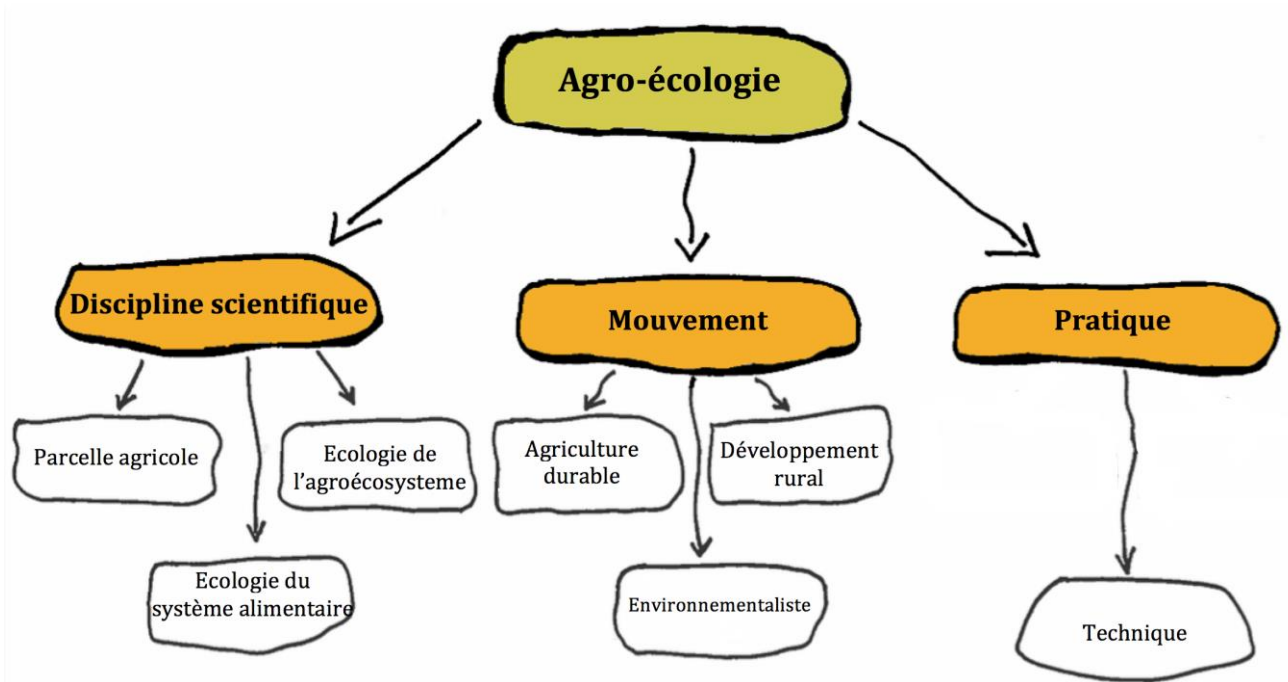 Agro-écologie
Discipline scientifique
Mouvement
Pratique
Parcelle agricole
Ecologie de
l'agroécosysteme
Agriculture
durable
Développement
rural
Ecologie du
système alimentaire
Environnementaliste
Technique